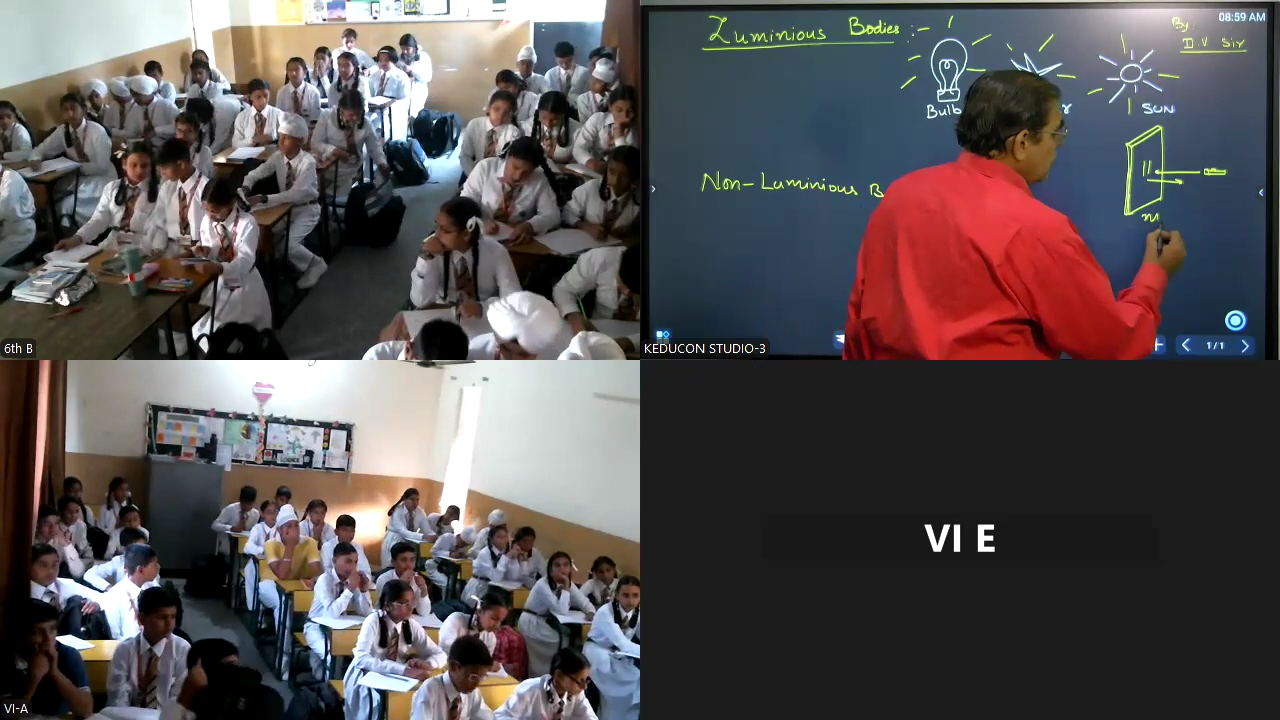 6th B
Luminious Bodies :-
By
D.V Sir
08:59 AM
Bulb
SUN
Non-Luminious B
KEDUCON STUDIO-3
1/1
VI-A
VI E